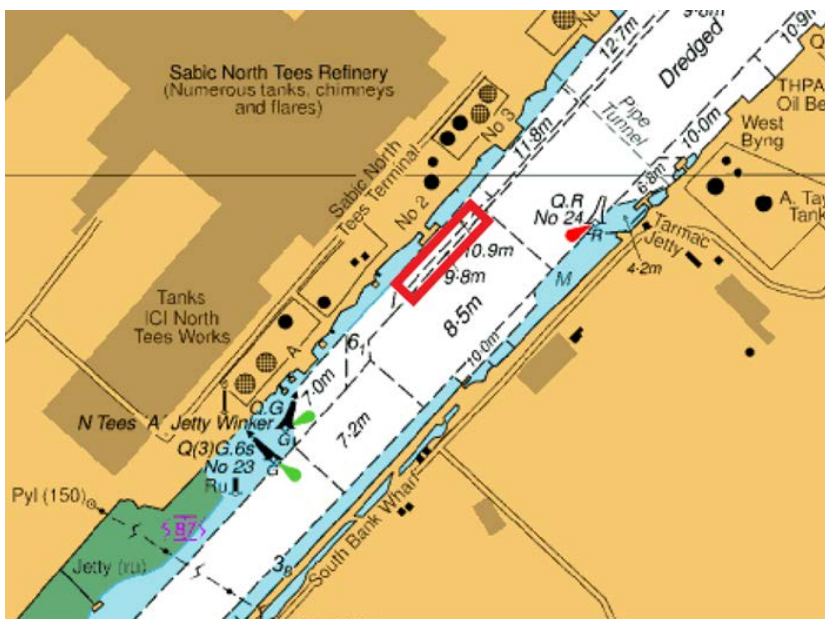 12·7m
9·8m
10·9m
Dredged
Sabic North Tees Refinery
(Numerous tanks, chimneys
and flares)
THPA
Oil Be
No 3
11·8m
Pipe
Tunnel
10·0m
West
Byng
Sabic North
Tees Terminal
No 2
6·8m
Q.R
No 24
R
A. Tay
Tank
Tarmac
Jetty
4·2m
10·9m
9·8m
M
8·5m
Tanks
ICI North
Tees Works
6₁
10·0m
A
7·0m
Q.G
N Tees 'A' Jetty Winker
G
7·2m
Q(3)G.6s
No 23
G
Ru
Pyl (150)
87
South Bank Wharf
Jetty (ru)
3₈